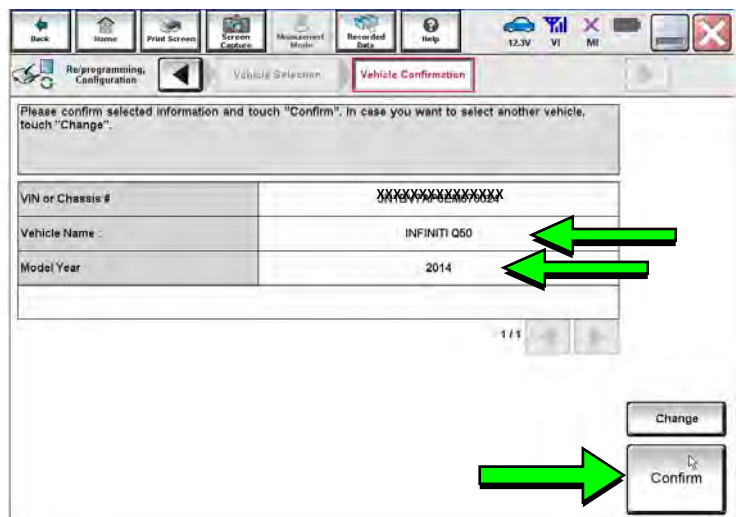 Back
Home
Print Screen
Screen Capture
Measurement Mode
Recorded Data
Help
12.3V
VI
MI
Re/programming, Configuration
Vehicle Selection
Vehicle Confirmation
Please confirm selected information and touch "Confirm". In case you want to select another vehicle,
touch "Change".
VIN or Chassis #
Vehicle Name :
INFINITI Q50
Model Year
2014
1/1
Change
Confirm